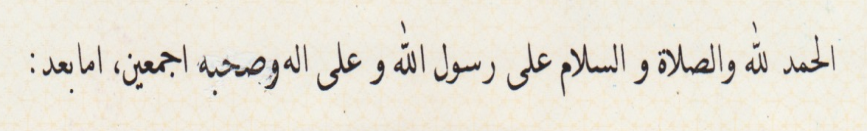 الحمد لله والصلاة و السلام على رسول الله و على اله وصحبه اجمعين، امابعد: